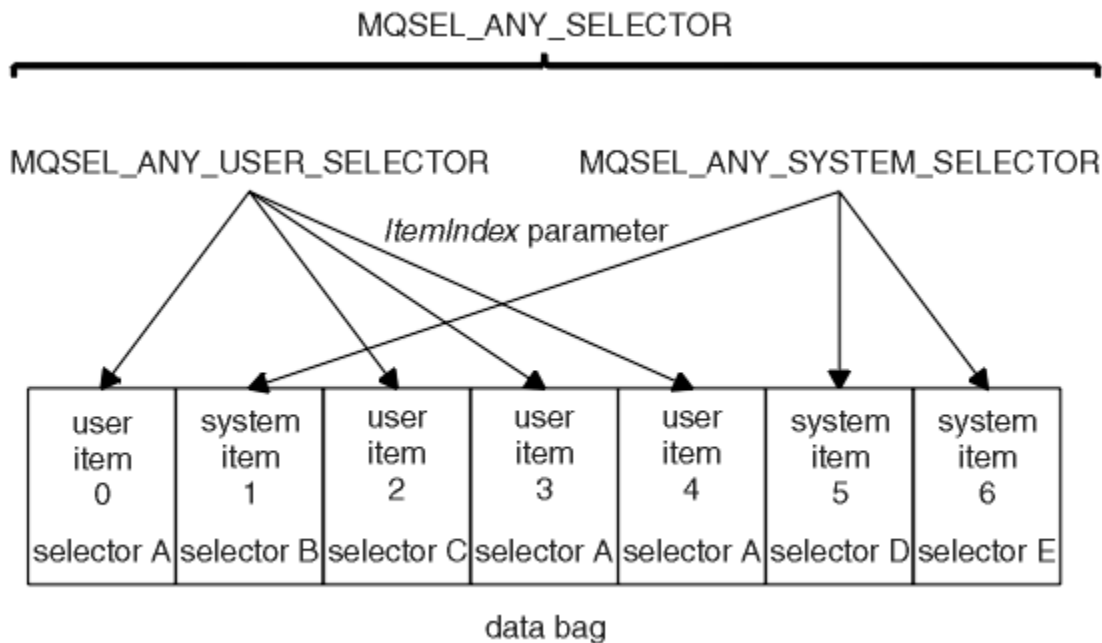 MQSEL_ANY_SELECTOR
MQSEL_ANY_USER_SELECTOR
MQSEL_ANY_SYSTEM_SELECTOR
ItemIndex parameter
user
item
0
selector A
system
item
1
selector B
user
item
2
selector C
user
item
3
selector A
user
item
4
selector A
system
item
5
selector D
system
item
6
selector E
data bag